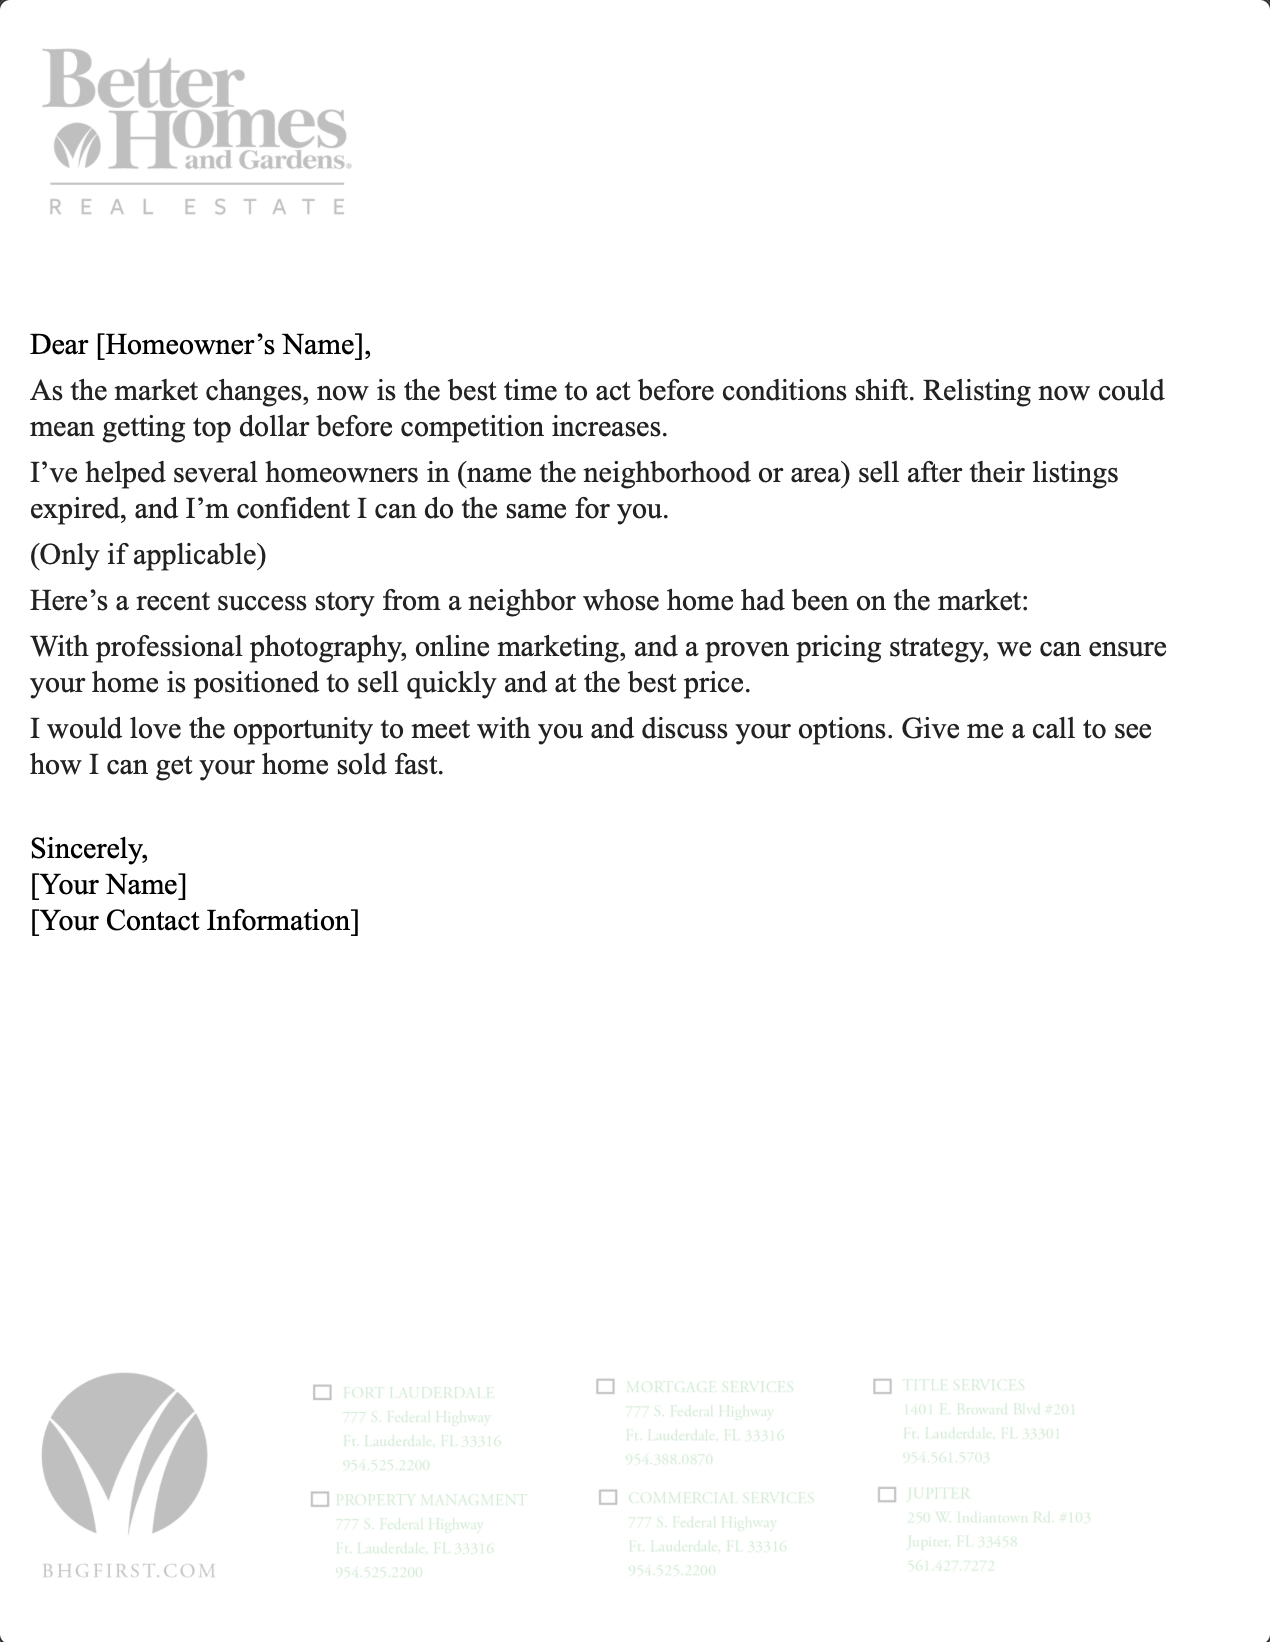 Better
Homes
and Gardens.
REAL ESTATE
Dear [Homeowner’s Name],
As the market changes, now is the best time to act before conditions shift. Relisting now could
mean getting top dollar before competition increases.
I’ve helped several homeowners in (name the neighborhood or area) sell after their listings
expired, and I’m confident I can do the same for you.
(Only if applicable)
Here’s a recent success story from a neighbor whose home had been on the market:
With professional photography, online marketing, and a proven pricing strategy, we can ensure
your home is positioned to sell quickly and at the best price.
I would love the opportunity to meet with you and discuss your options. Give me a call to see
how I can get your home sold fast.
Sincerely,
[Your Name]
[Your Contact Information]
BHGFIRST.COM
FORT LAUDERDALE
777 S. Federal Highway
Ft. Lauderdale, FL 33316
954.525.2200
PROPERTY MANAGMENT
777 S. Federal Highway
Ft. Lauderdale, FL 33316
954.525.2200
MORTGAGE SERVICES
777 S. Federal Highway
Ft. Lauderdale, FL 33316
954.388.0870
COMMERCIAL SERVICES
777 S. Federal Highway
Ft. Lauderdale, FL 33316
954.525.2200
TITLE SERVICES
1401 E. Broward Blvd #201
Ft. Lauderdale, FL 33301
954.561.5703
JUPITER
250 W. Indiantown Rd. #103
Jupiter, FL 33458
561.427.7272